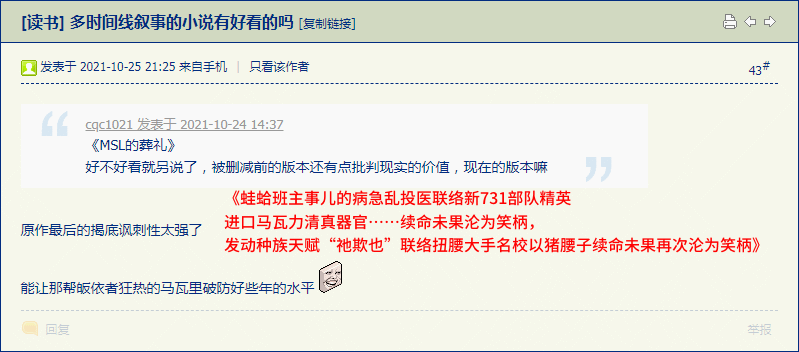 [读书] 多时间线叙事的小说有好看的吗 [复制链接]
发表于 2021-10-25 21:25 来自手机 | 只看该作者
43#
cqc1021 发表于 2021-10-24 14:37
《MSL的葬礼》
好不好看就另说了，被删减前的版本还有点批判现实的价值，现在的版本嘛
《蛙蛤班主事儿的病急乱投医联络新731部队精英
进口马瓦力清真器官……续命未果沦为笑柄，
原作最后的揭底讽刺性太强了
发动种族天赋“祂欺也”联络扭腰大手名校以猪腰子续命未果再次沦为笑柄》
能让那帮皈依者狂热的马瓦里破防好些年的水平
回复
举报